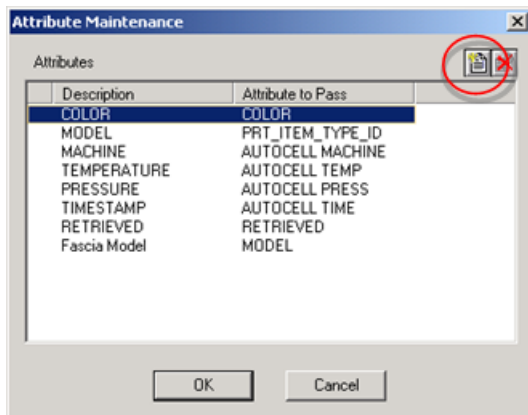 Attribute Maintenance
Attributes
Description Attribute to Pass
COLOR COLOR
MODEL PRT_ITEM_TYPE_ID
MACHINE AUTOCELL MACHINE
TEMPERATURE AUTOCELL TEMP
PRESSURE AUTOCELL PRESS
TIMESTAMP AUTOCELL TIME
RETRIEVED RETRIEVED
Fascia Model MODEL
OK Cancel